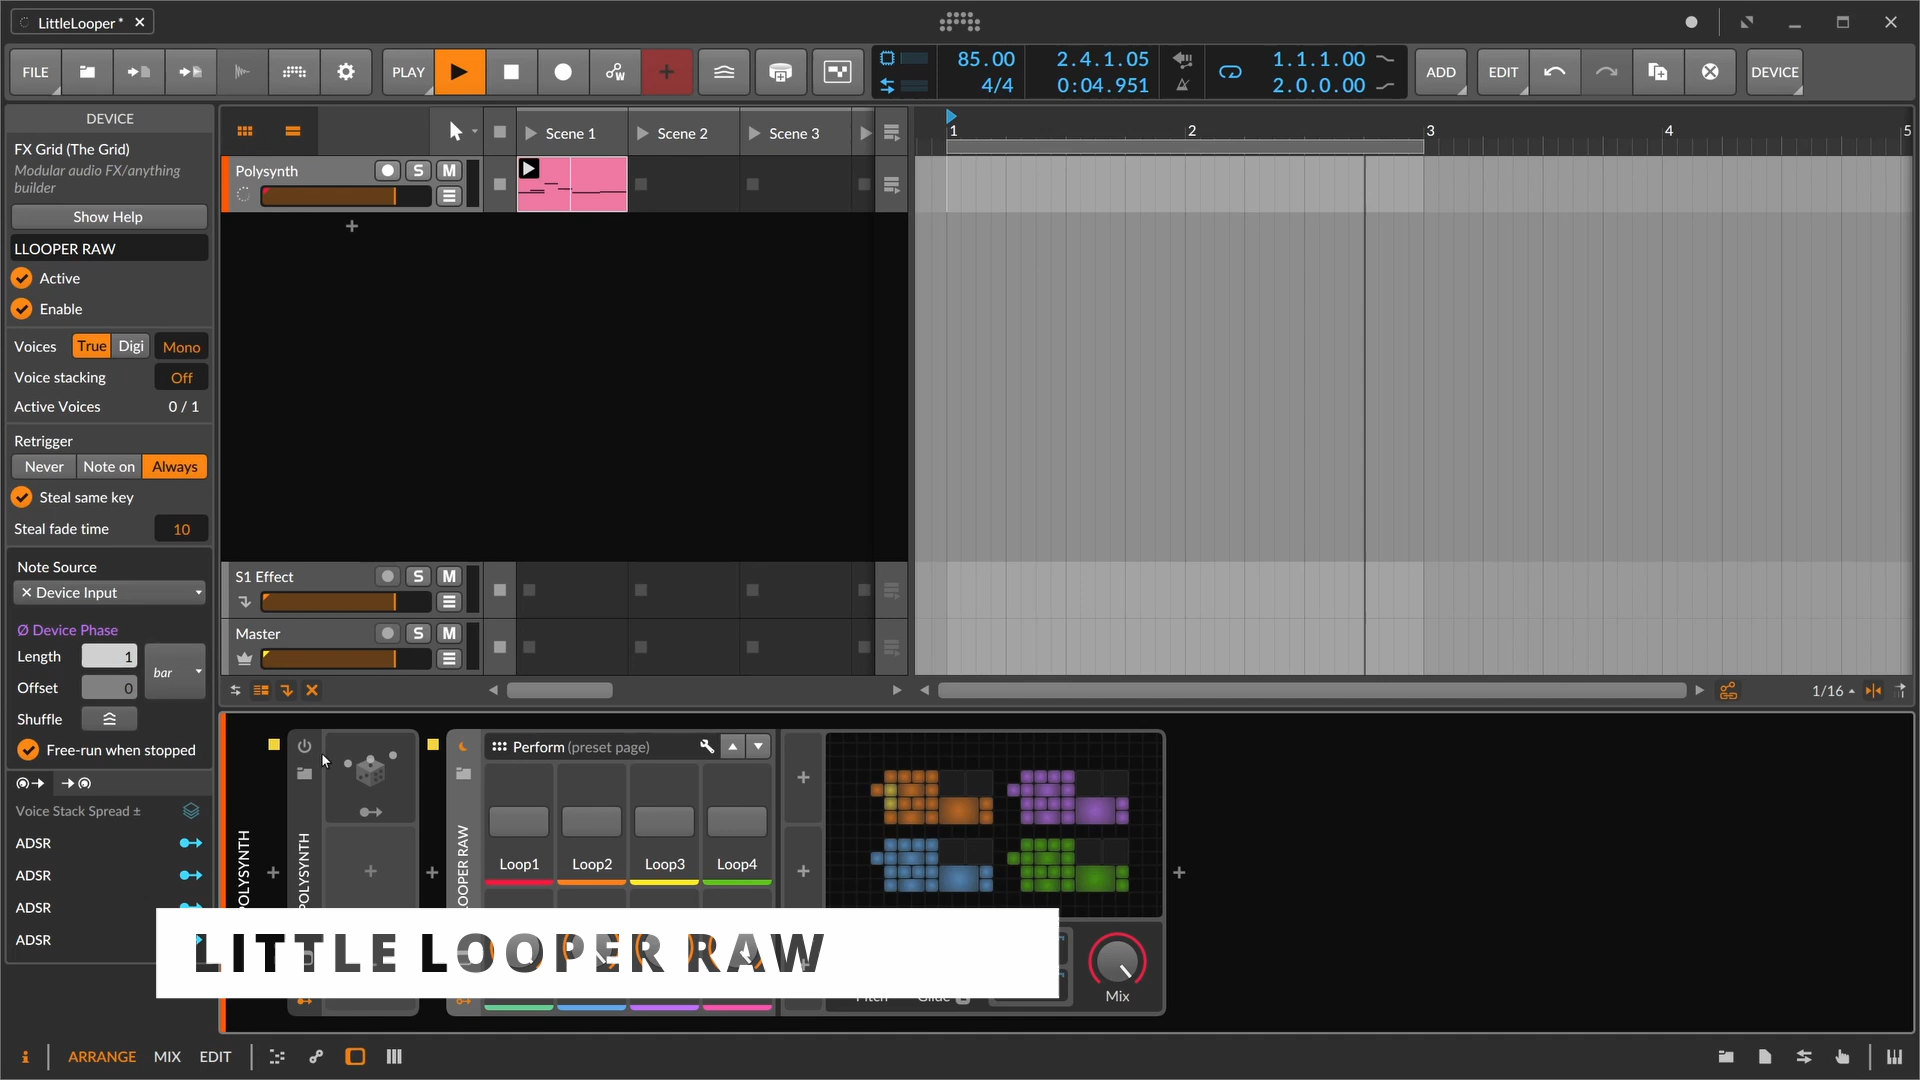 LittleLooper *
FILE
PLAY
85.00
4/4
2.4.1.05
0:04.951
1.1.1.00
2.0.0.00
ADD
EDIT
DEVICE
DEVICE
FX Grid (The Grid)
Modular audio FX/anything
builder
Show Help
LLOOPER RAW
Active
Enable
Voices True Digi Mono
Voice stacking Off
Active Voices 0 / 1
Retrigger
Never Note on Always
Steal same key
Steal fade time 10
Note Source
× Device Input
Ø Device Phase
Length 1
bar
Offset 0
Shuffle
Free-run when stopped
Voice Stack Spread ±
ADSR
ADSR
ADSR
ADSR
Scene 1 Scene 2 Scene 3
1 2 3 4 5
Polysynth S M
+
S1 Effect S M
Master S M
1/16
POLYSYNTH
POLYSYNTH
LOOPER RAW
Perform (preset page)
Loop1 Loop2 Loop3 Loop4
Mix
LITTLE LOOPER RAW
ARRANGE MIX EDIT